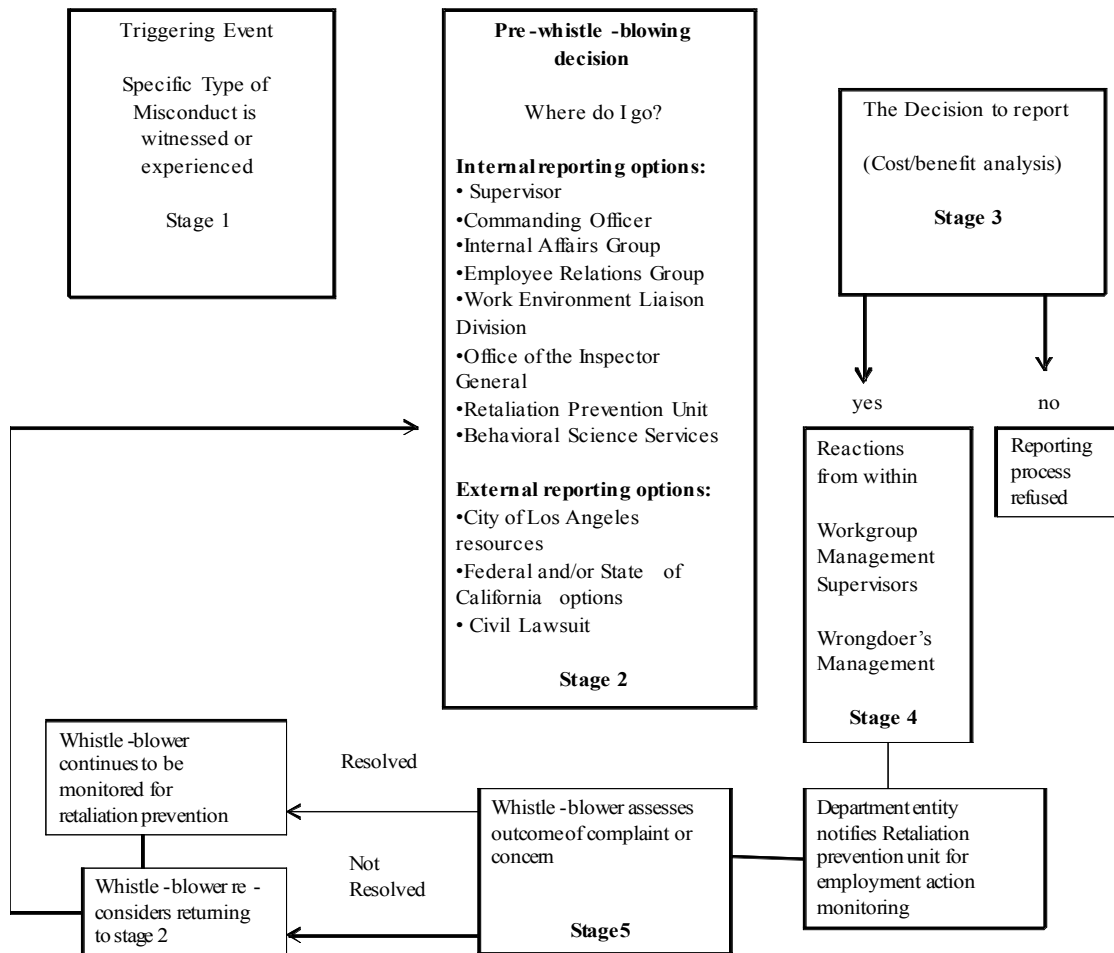 Triggering Event
Specific Type of
Misconduct is
witnessed or
experienced
Stage 1
Pre-whistle-blowing
decision
Where do I go?
Internal reporting options:
• Supervisor
•Commanding Officer
•Internal Affairs Group
•Employee Relations Group
•Work Environment Liaison
Division
•Office of the Inspector
General
•Retaliation Prevention Unit
•Behavioral Science Services
External reporting options:
•City of Los Angeles
resources
•Federal and/or State of
California options
• Civil Lawsuit
Stage 2
The Decision to report
(Cost/benefit analysis)
Stage 3
yes
no
Reactions
from within
Workgroup
Management
Supervisors
Wrongdoer's
Management
Stage 4
Reporting
process
refused
Department entity
notifies Retaliation
prevention unit for
employment action
monitoring
Whistle-blower assesses
outcome of complaint or
concern
Stage 5
Resolved
Not
Resolved
Whistle-blower
continues to be
monitored for
retaliation prevention
Whistle-blower re-
considers returning
to stage 2